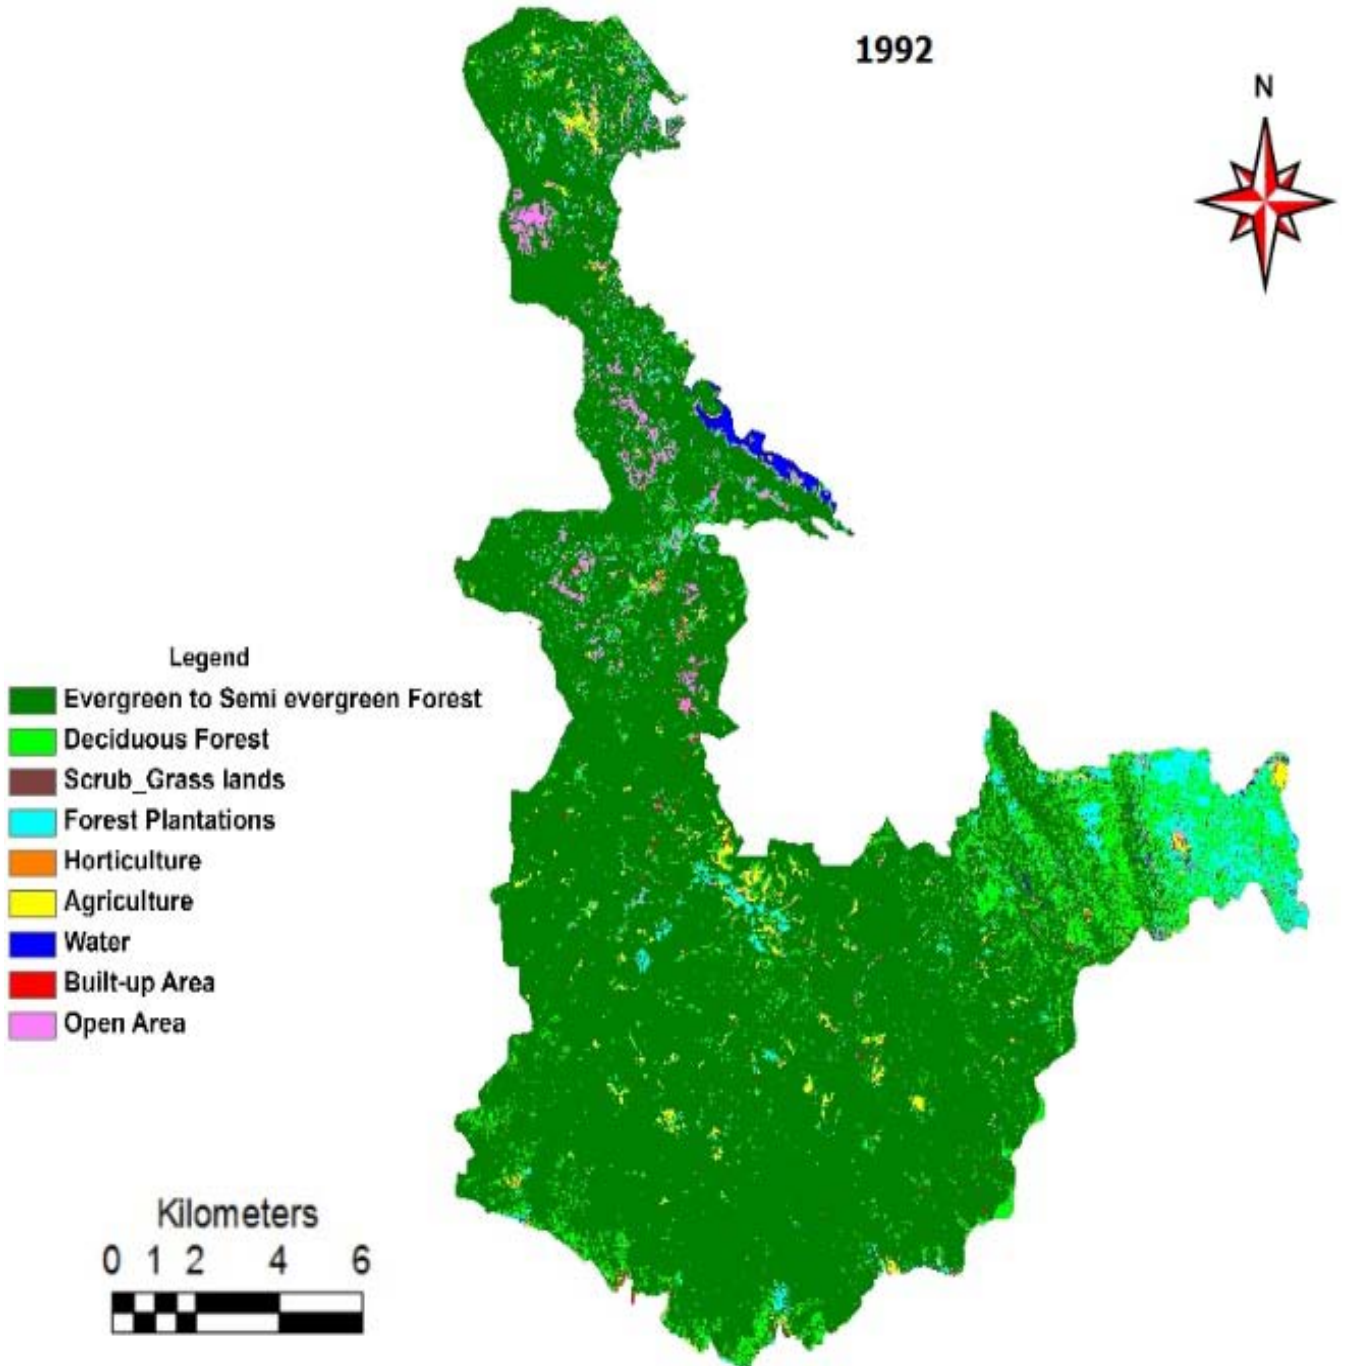 1992
N
Legend
Evergreen to Semi evergreen Forest
Deciduous Forest
Scrub_Grass lands
Forest Plantations
Horticulture
Agriculture
Water
Built-up Area
Open Area
Kilometers
0 1 2 4 6